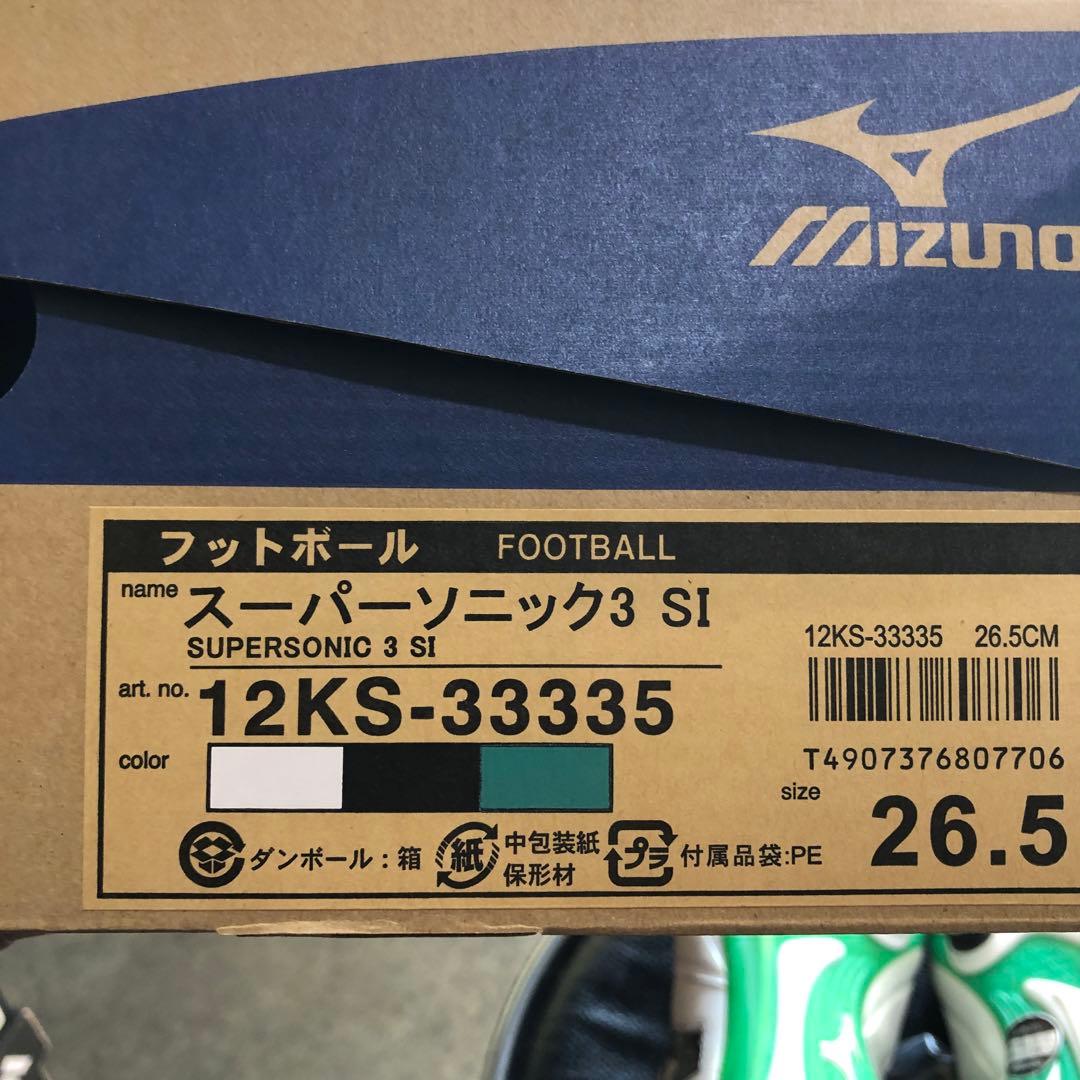 MIZUNO
フットボール FOOTBALL
name スーパーソニック3 SI
SUPERSONIC 3 SI
12KS-33335 26.5CM
art. no. 12KS-33335
T4907376807706
color
size 26.5
ダンボール：箱
紙 中包装紙
保形材
プラ 付属品袋:PE